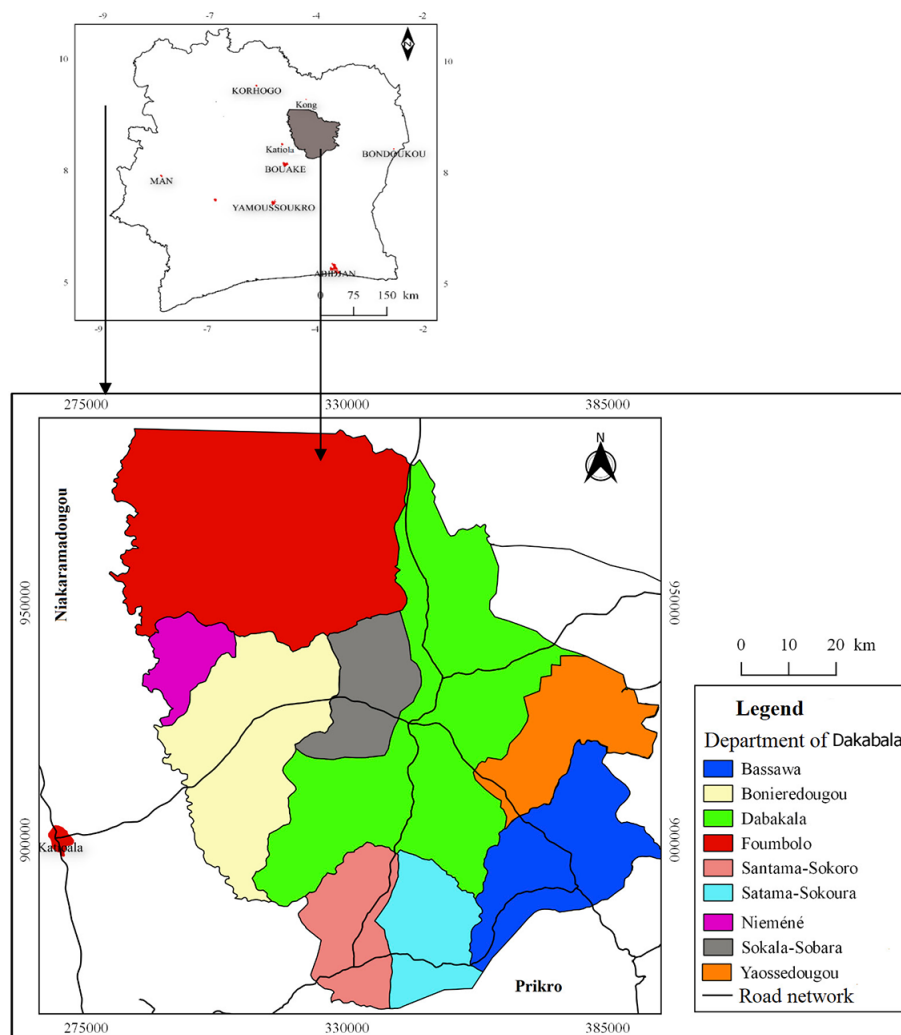 -9 -7 -4 -2
N
10 10
KORHOGO
Kong
Katiola
BONDOUKOU
8 BOUAKE 8
MAN
YAMOUSSOUKRO
ABIDJAN
5 5
0 75 150 km
-9 -7 -4 -2
275000 330000 385000
N
Niakaramadougou
950000 950000
0 10 20 km
Legend
Department of Dakabala
Bassawa
Bonieredougou
Dabakala
Foumbolo
Santama-Sokoro
Satama-Sokoura
Nieméné
Sokala-Sobara
Yaossedougou
Road network
900000 900000
Prikro
275000 330000 385000